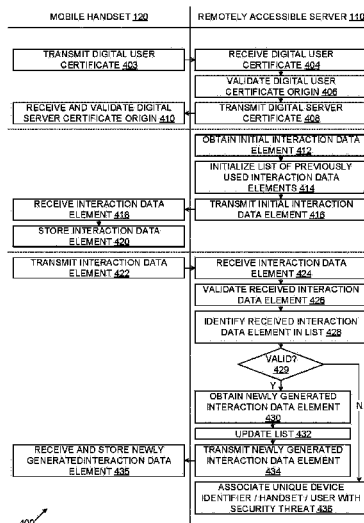 MOBILE HANDSET 120
REMOTELY ACCESSIBLE SERVER 110
TRANSMIT DIGITAL USER
CERTIFICATE 403
RECEIVE DIGITAL USER
CERTIFICATE 404
VALIDATE DIGITAL USER
CERTIFICATE ORIGIN 406
RECEIVE AND VALIDATE DIGITAL
SERVER CERTIFICATE ORIGIN 410
TRANSMIT DIGITAL SERVER
CERTIFICATE 408
OBTAIN INITIAL INTERACTION DATA
ELEMENT 412
INITIALIZE LIST OF PREVIOUSLY
USED INTERACTION DATA
ELEMENTS 414
RECEIVE INTERACTION DATA
ELEMENT 418
TRANSMIT INITIAL INTERACTION
DATA ELEMENT 416
STORE INTERACTION DATA
ELEMENT 420
TRANSMIT INTERACTION DATA
ELEMENT 422
RECEIVE INTERACTION DATA
ELEMENT 424
VALIDATE RECEIVED INTERACTION
DATA ELEMENT 426
IDENTIFY RECEIVED INTERACTION
DATA ELEMENT IN LIST 428
VALID?
429
Y
N
OBTAIN NEWLY GENERATED
INTERACTION DATA ELEMENT
430
UPDATE LIST 432
RECEIVE AND STORE NEWLY
GENERATED INTERACTION DATA
ELEMENT 435
TRANSMIT NEWLY GENERATED
INTERACTION DATA ELEMENT
434
ASSOCIATE UNIQUE DEVICE
IDENTIFIER / HANDSET / USER WITH
SECURITY THREAT 436